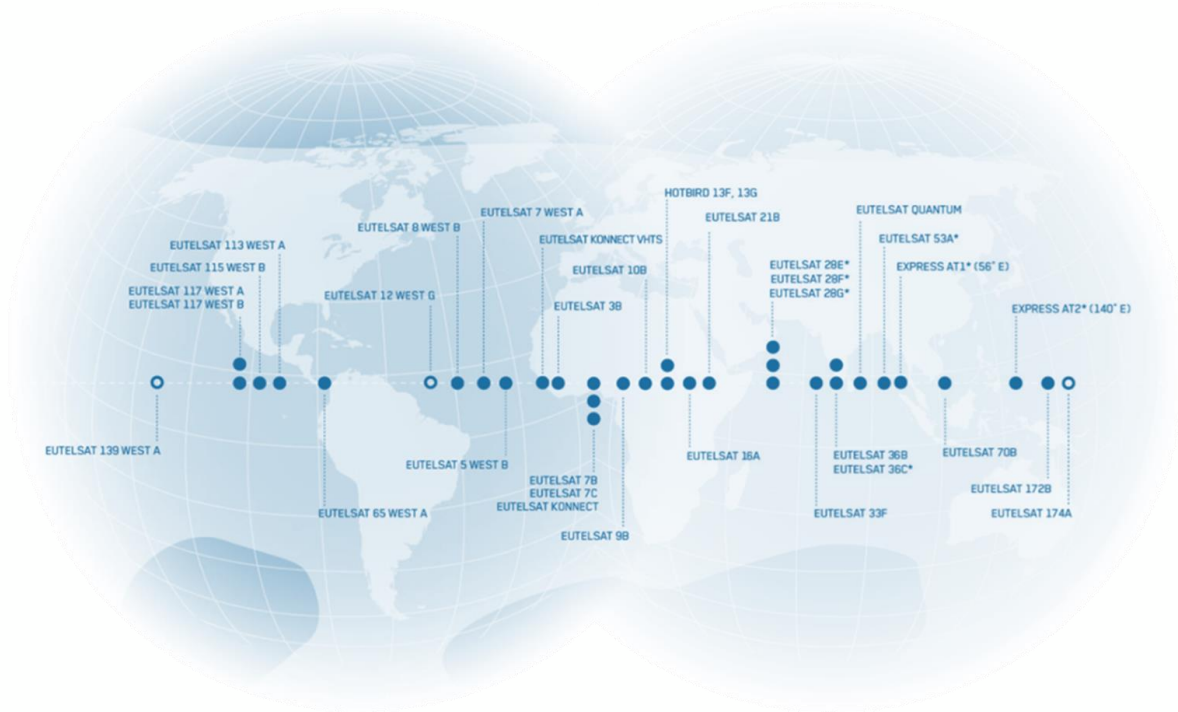 HOTBIRD 13F, 13G
EUTELSAT 7 WEST A
EUTELSAT QUANTUM
EUTELSAT 21B
EUTELSAT 8 WEST B
EUTELSAT KONNECT VHTS
EUTELSAT 53A*
EUTELSAT 113 WEST A
EUTELSAT 115 WEST B
EUTELSAT 10B
EUTELSAT 28E*
EUTELSAT 28F*
EUTELSAT 28G*
EXPRESS AT1* (56° E)
EUTELSAT 117 WEST A
EUTELSAT 117 WEST B
EUTELSAT 12 WEST G
EUTELSAT 3B
EXPRESS AT2* (140° E)
EUTELSAT 139 WEST A
EUTELSAT 5 WEST B
EUTELSAT 16A
EUTELSAT 36B
EUTELSAT 36C*
EUTELSAT 70B
EUTELSAT 7B
EUTELSAT 7C
EUTELSAT KONNECT
EUTELSAT 172B
EUTELSAT 65 WEST A
EUTELSAT 33F
EUTELSAT 174A
EUTELSAT 9B